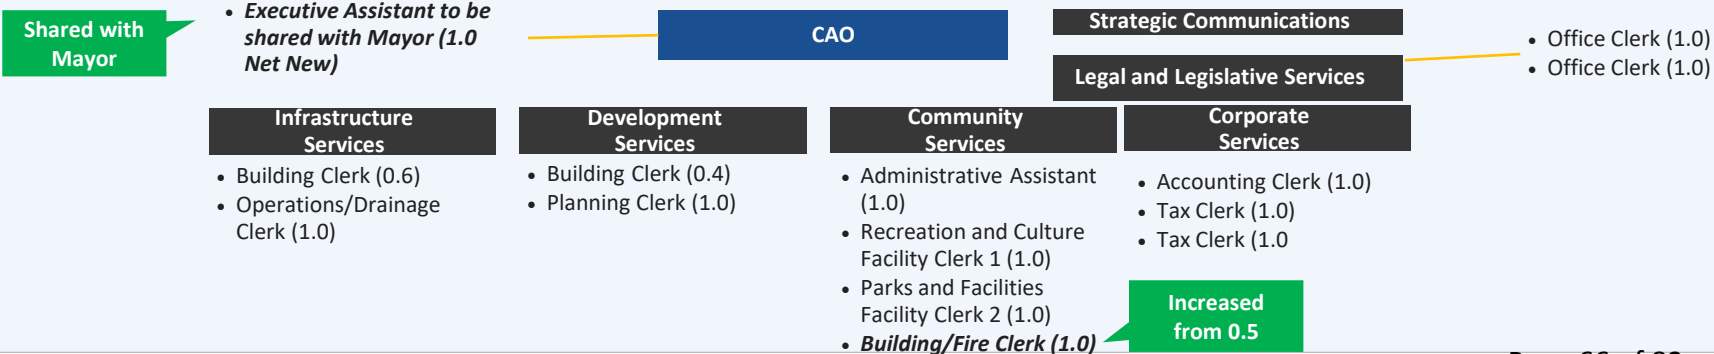 Shared with
Mayor
• Executive Assistant to be
shared with Mayor (1.0
Net New)
CAO
Strategic Communications
Legal and Legislative Services
• Office Clerk (1.0)
• Office Clerk (1.0)
Infrastructure
Services
• Building Clerk (0.6)
• Operations/Drainage
Clerk (1.0)
Development
Services
• Building Clerk (0.4)
• Planning Clerk (1.0)
Community
Services
• Administrative Assistant
(1.0)
• Recreation and Culture
Facility Clerk 1 (1.0)
• Parks and Facilities
Facility Clerk 2 (1.0)
• Building/Fire Clerk (1.0)
Increased
from 0.5
Corporate
Services
• Accounting Clerk (1.0)
• Tax Clerk (1.0)
• Tax Clerk (1.0